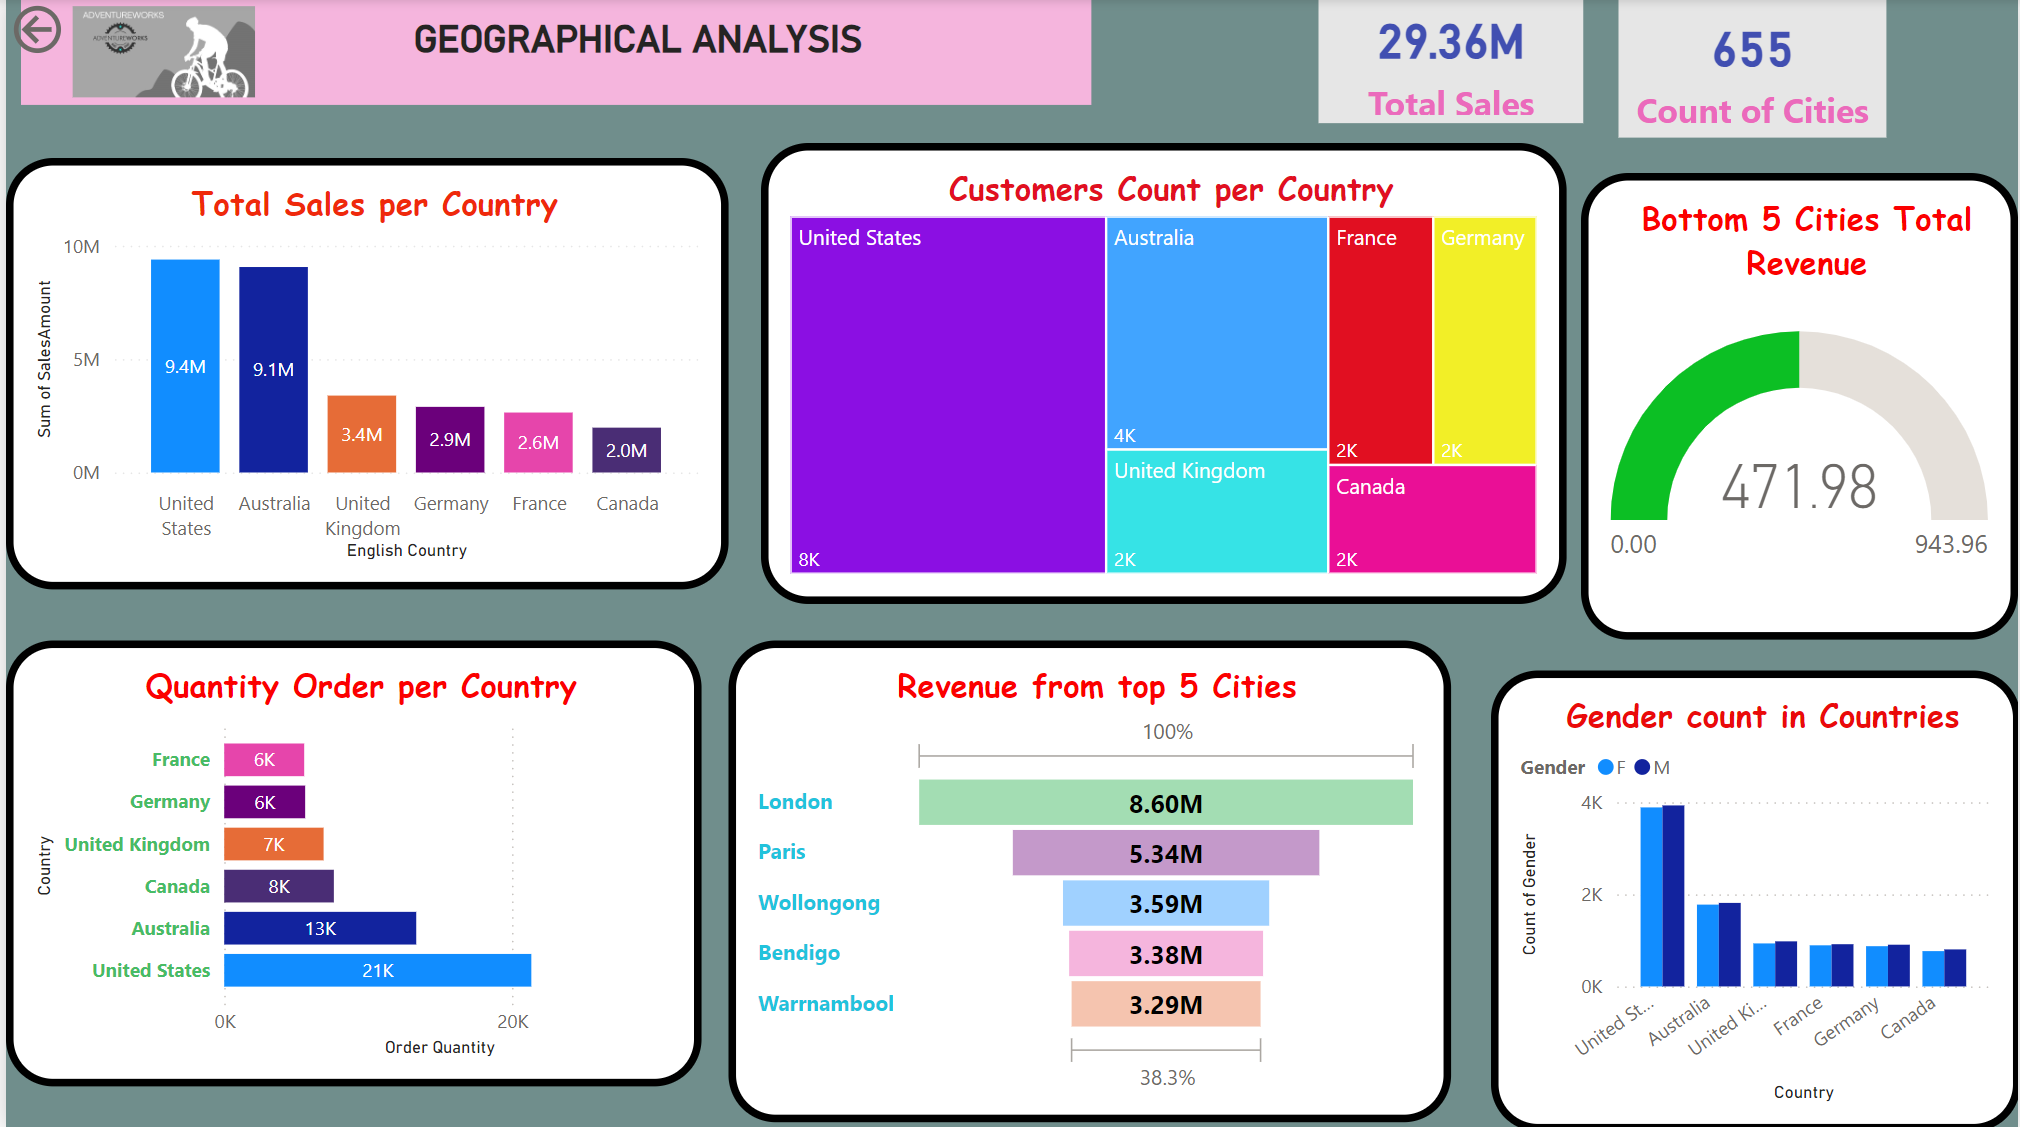 ADVENTUREWORKS
ADVENTUREWORKS
GEOGRAPHICAL ANALYSIS
29.36M
Total Sales
655
Count of Cities
Total Sales per Country
Sum of SalesAmount
10M
5M
0M
9.4M
9.1M
3.4M
2.9M
2.6M
2.0M
United States
Australia
United Kingdom
Germany
France
Canada
English Country
Customers Count per Country
United States
8K
Australia
4K
United Kingdom
2K
France
2K
Germany
2K
Canada
2K
Bottom 5 Cities Total
Revenue
471.98
0.00
943.96
Quantity Order per Country
Country
France
6K
Germany
6K
United Kingdom
7K
Canada
8K
Australia
13K
United States
21K
0K
20K
Order Quantity
Revenue from top 5 Cities
100%
London
8.60M
Paris
5.34M
Wollongong
3.59M
Bendigo
3.38M
Warrnambool
3.29M
38.3%
Gender count in Countries
Gender F M
Count of Gender
4K
2K
0K
United St...
Australia
United Ki...
France
Germany
Canada
Country